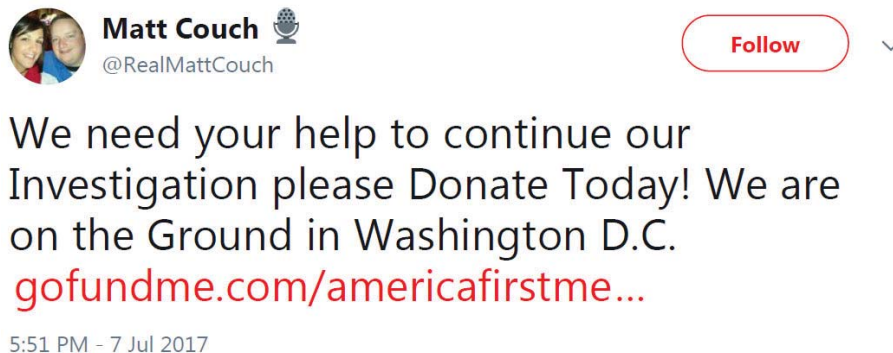 Matt Couch
@RealMattCouch
Follow
We need your help to continue our
Investigation please Donate Today! We are
on the Ground in Washington D.C.
gofundme.com/americafirstme...
5:51 PM - 7 Jul 2017